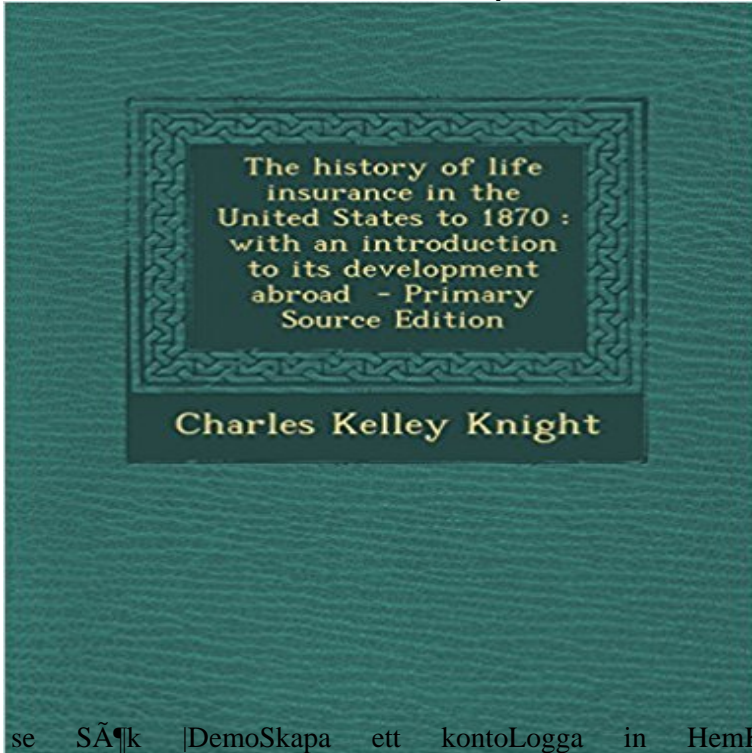 The history of life
insurance in the
United States to 1870 :
with an introduction
to its development
abroad - Primary
Source Edition
Charles Kelley Knight
se SÃ¶k |DemoSkapa ett kontoLogga in Hem